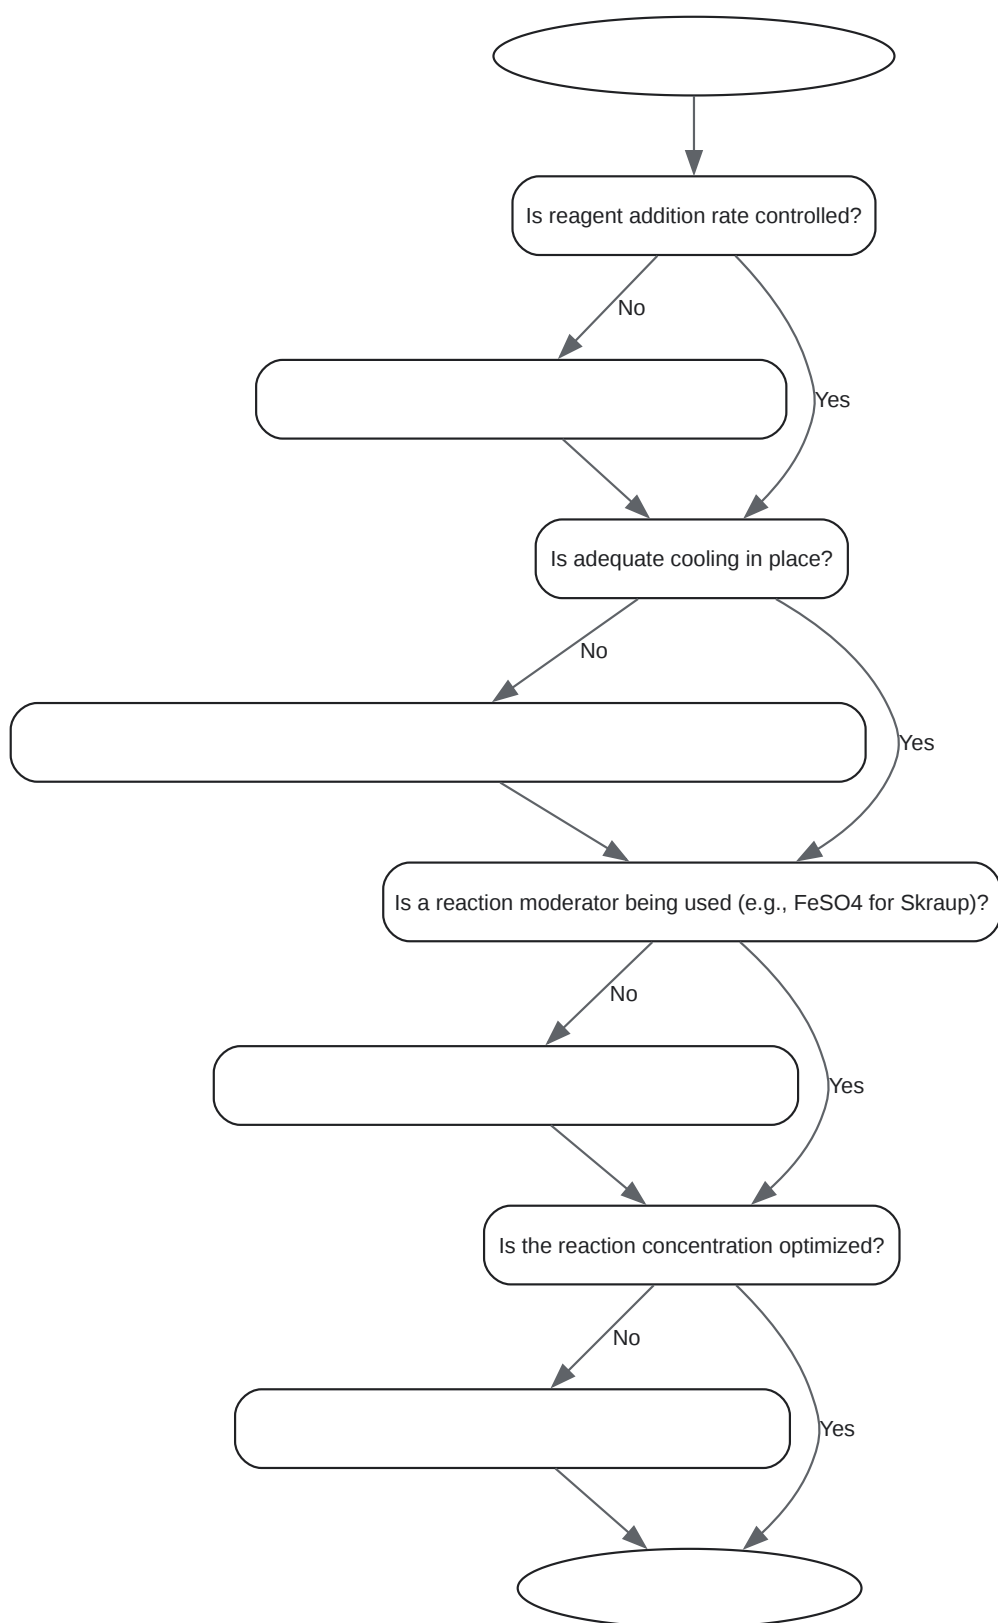 Is reagent addition rate controlled?
No
Yes
Is adequate cooling in place?
No
Yes
Is a reaction moderator being used (e.g., FeSO4 for Skraup)?
No
Yes
Is the reaction concentration optimized?
No
Yes